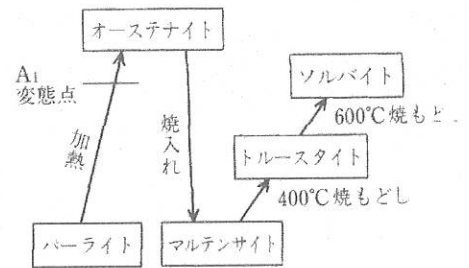 オーステナイト
A1
変態点
加熱
焼入れ
ソルバイト
600℃焼もど
トルースタイト
400℃焼もどし
パーライト
マルテンサイト